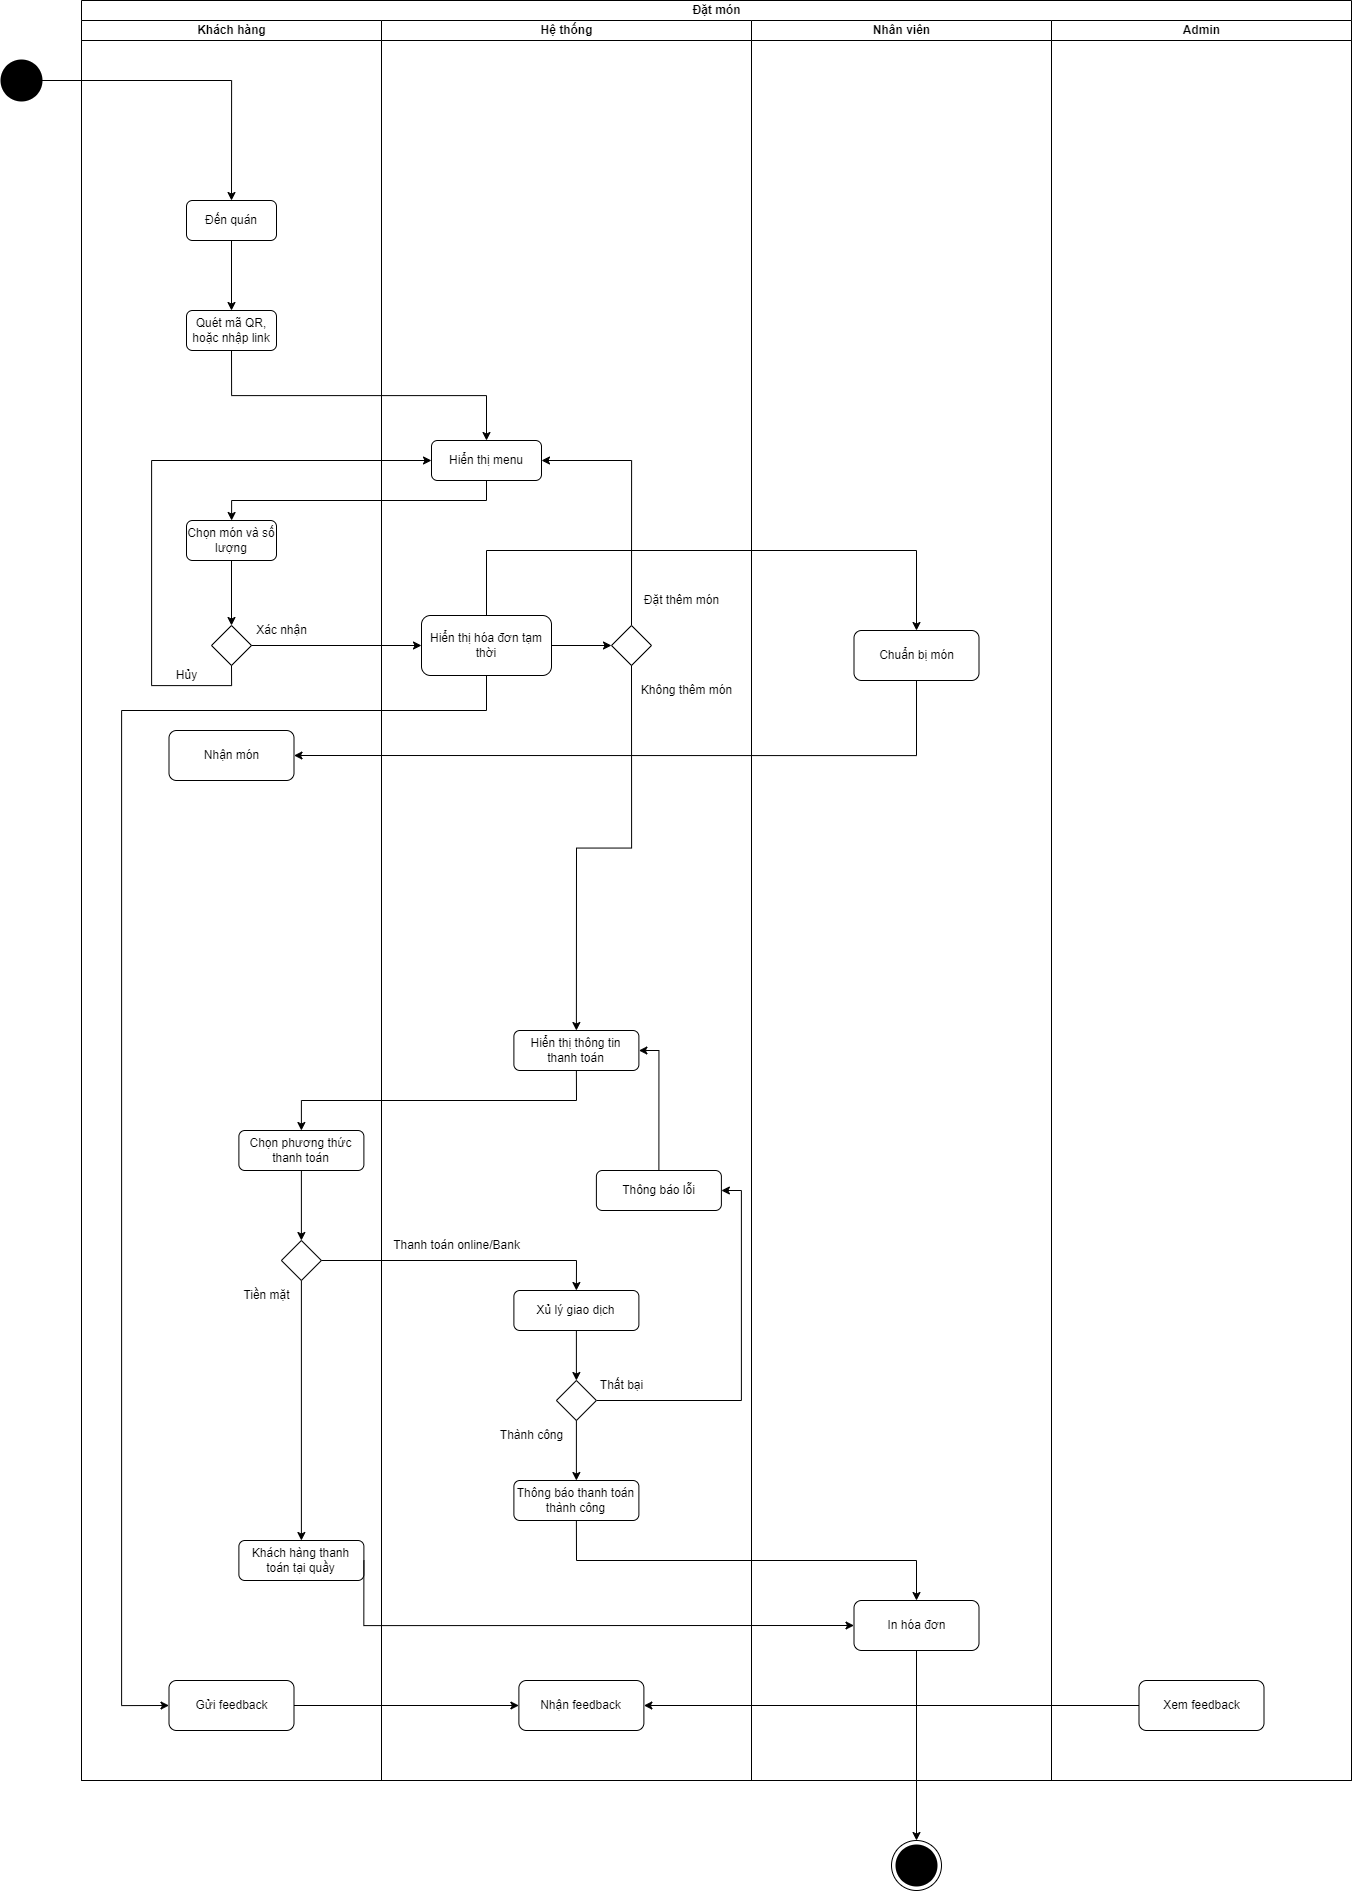 Đặt món
Khách hàng
Hệ thống
Nhân viên
Admin
Đến quán
Quét mã QR,
hoặc nhập link
Hiển thị menu
Chọn món và số
lượng
Đặt thêm món
Xác nhận
Hiển thị hóa đơn tạm
thời
Chuẩn bị món
Hủy
Không thêm món
Nhận món
Hiển thị thông tin
thanh toán
Chọn phương thức
thanh toán
Thông báo lỗi
Thanh toán online/Bank
Tiền mặt
Xủ lý giao dịch
Thất bại
Thành công
Thông báo thanh toán
thành công
Khách hàng thanh
toán tại quầy
In hóa đơn
Gửi feedback
Nhận feedback
Xem feedback